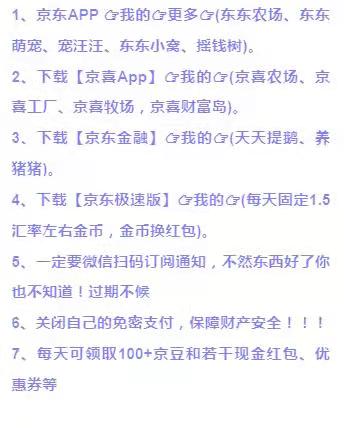 1、京东APP 👉我的👉更多👉(东东农场、东东
萌宠、宠汪汪、东东小窝、摇钱树)。
2、下载【京喜App】👉我的👉(京喜农场、京
喜工厂、京喜牧场，京喜财富岛)。
3、下载【京东金融】👉我的👉(天天提鹅、养
猪猪)。
4、下载【京东极速版】👉我的👉(每天固定1.5
汇率左右金币，金币换红包)。
5、一定要微信扫码订阅通知，不然东西好了你
也不知道！过期不候
6、关闭自己的免密支付，保障财产安全！！！
7、每天可领取100+京豆和若干现金红包、优
惠券等